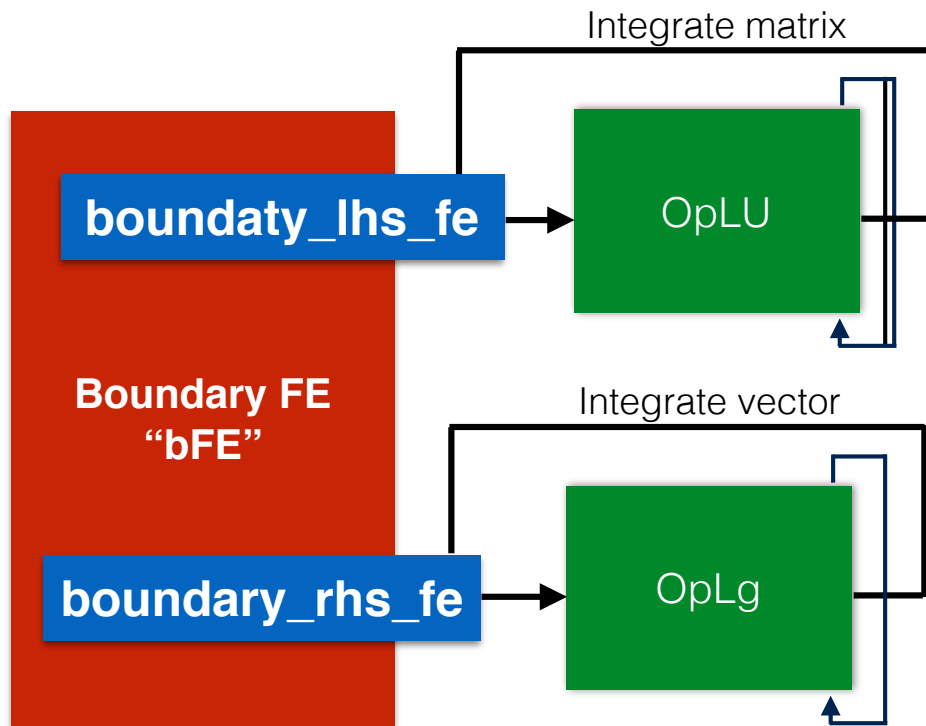 Integrate matrix
boundaty_lhs_fe
OpLU
Boundary FE
“bFE”
Integrate vector
boundary_rhs_fe
OpLg